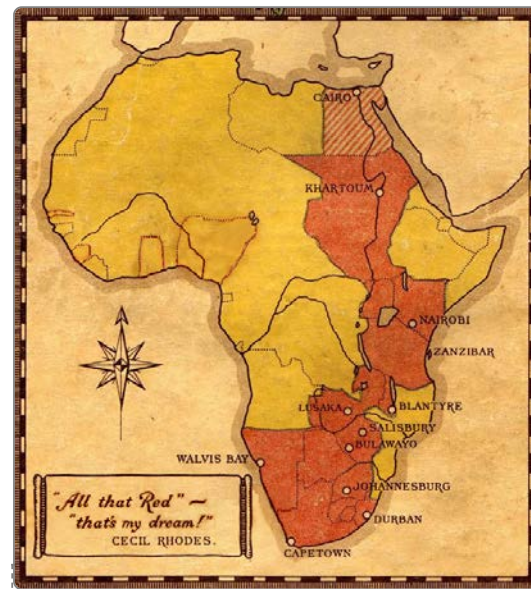 CAIRO
KHARTOUM
NAIROBI
ZANZIBAR
LUSAKA
BLANTYRE
SALISBURY
BULAWAYO
WALVIS BAY
JOHANNESBURG
DURBAN
CAPETOWN
"All that Red" —
"that's my dream!"
CECIL RHODES.